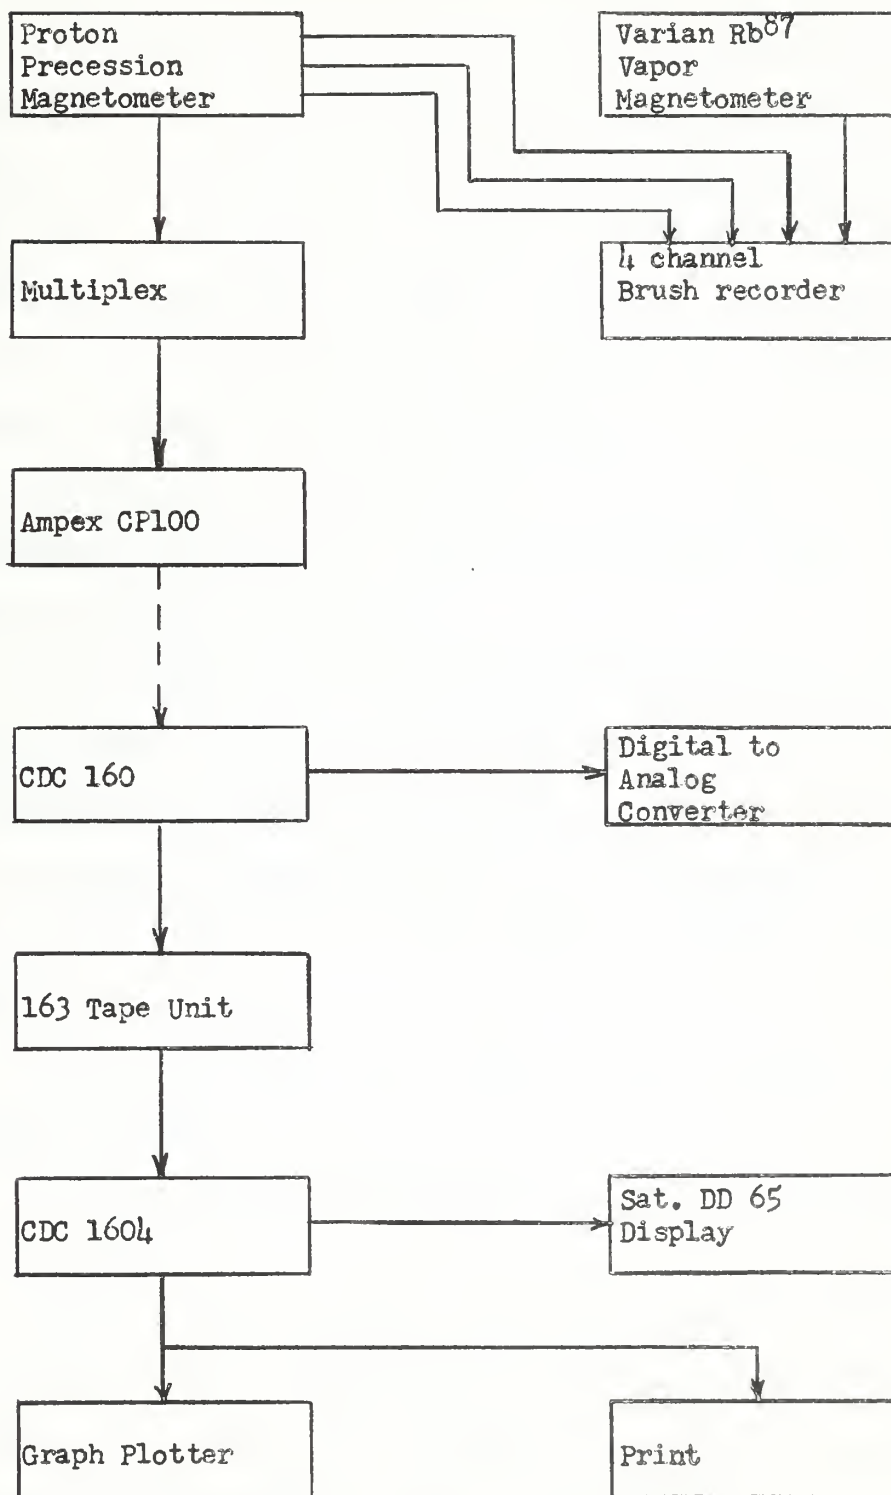 Proton
Precession
Magnetometer
Varian Rb87
Vapor
Magnetometer
Multiplex
4 channel
Brush recorder
Ampex CP100
CDC 160
Digital to
Analog
Converter
163 Tape Unit
CDC 1604
Sat. DD 65
Display
Graph Plotter
Print